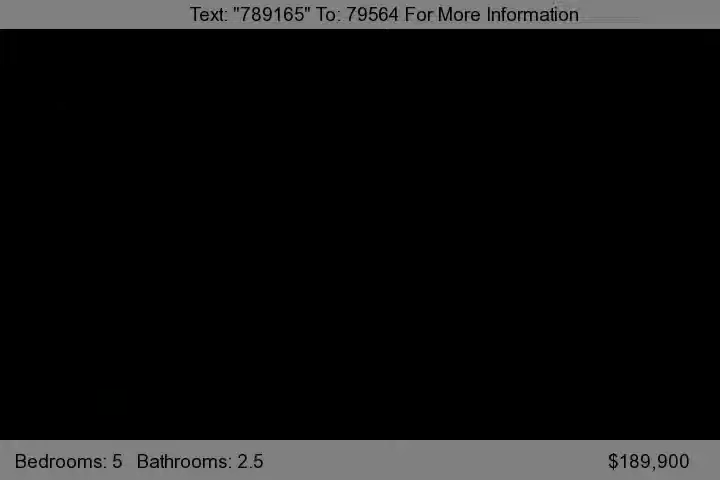 Text: "789165" To: 79564 For More Information
Bedrooms: 5 Bathrooms: 2.5 $189,900